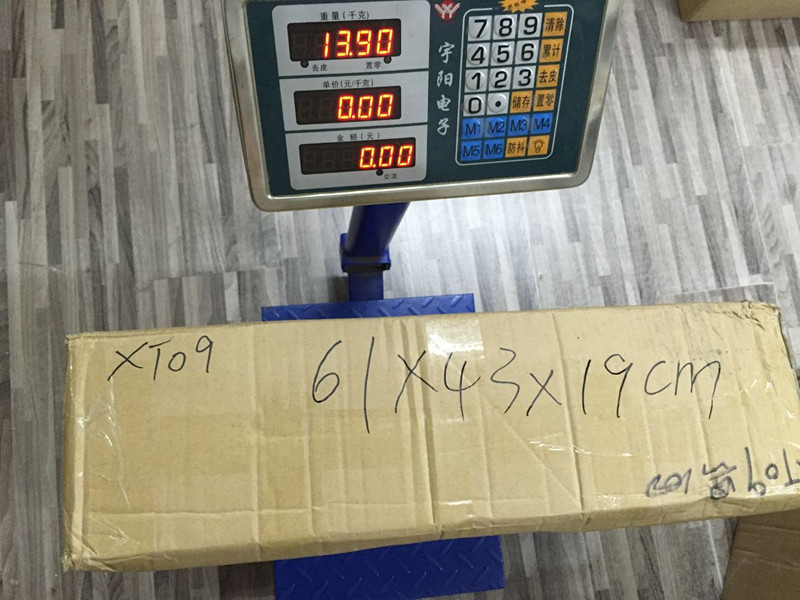 重量(千克)
13.90
去皮 置零
单价(元/千克)
0.00
金额(元)
0.00
交流
宇阳电子
7 8 9 清除
4 5 6 累计
1 2 3 去皮
0 • 储存 置零
M1 M2 M3 M4
M5 M6 防抖
XT09
61X43X19cm